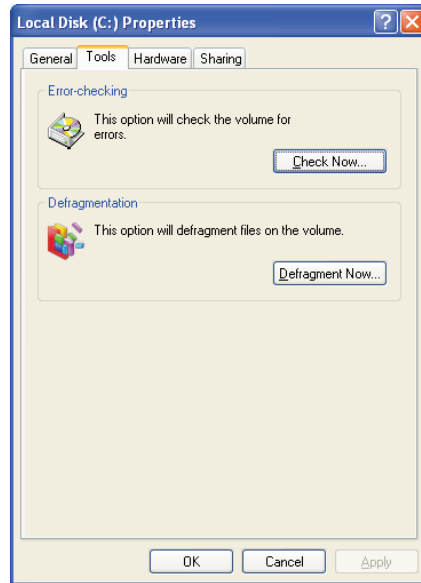 Local Disk (C:) Properties
General Tools Hardware Sharing
Error-checking
This option will check the volume for
errors.
Check Now...
Defragmentation
This option will defragment files on the volume.
Defragment Now...
OK Cancel Apply